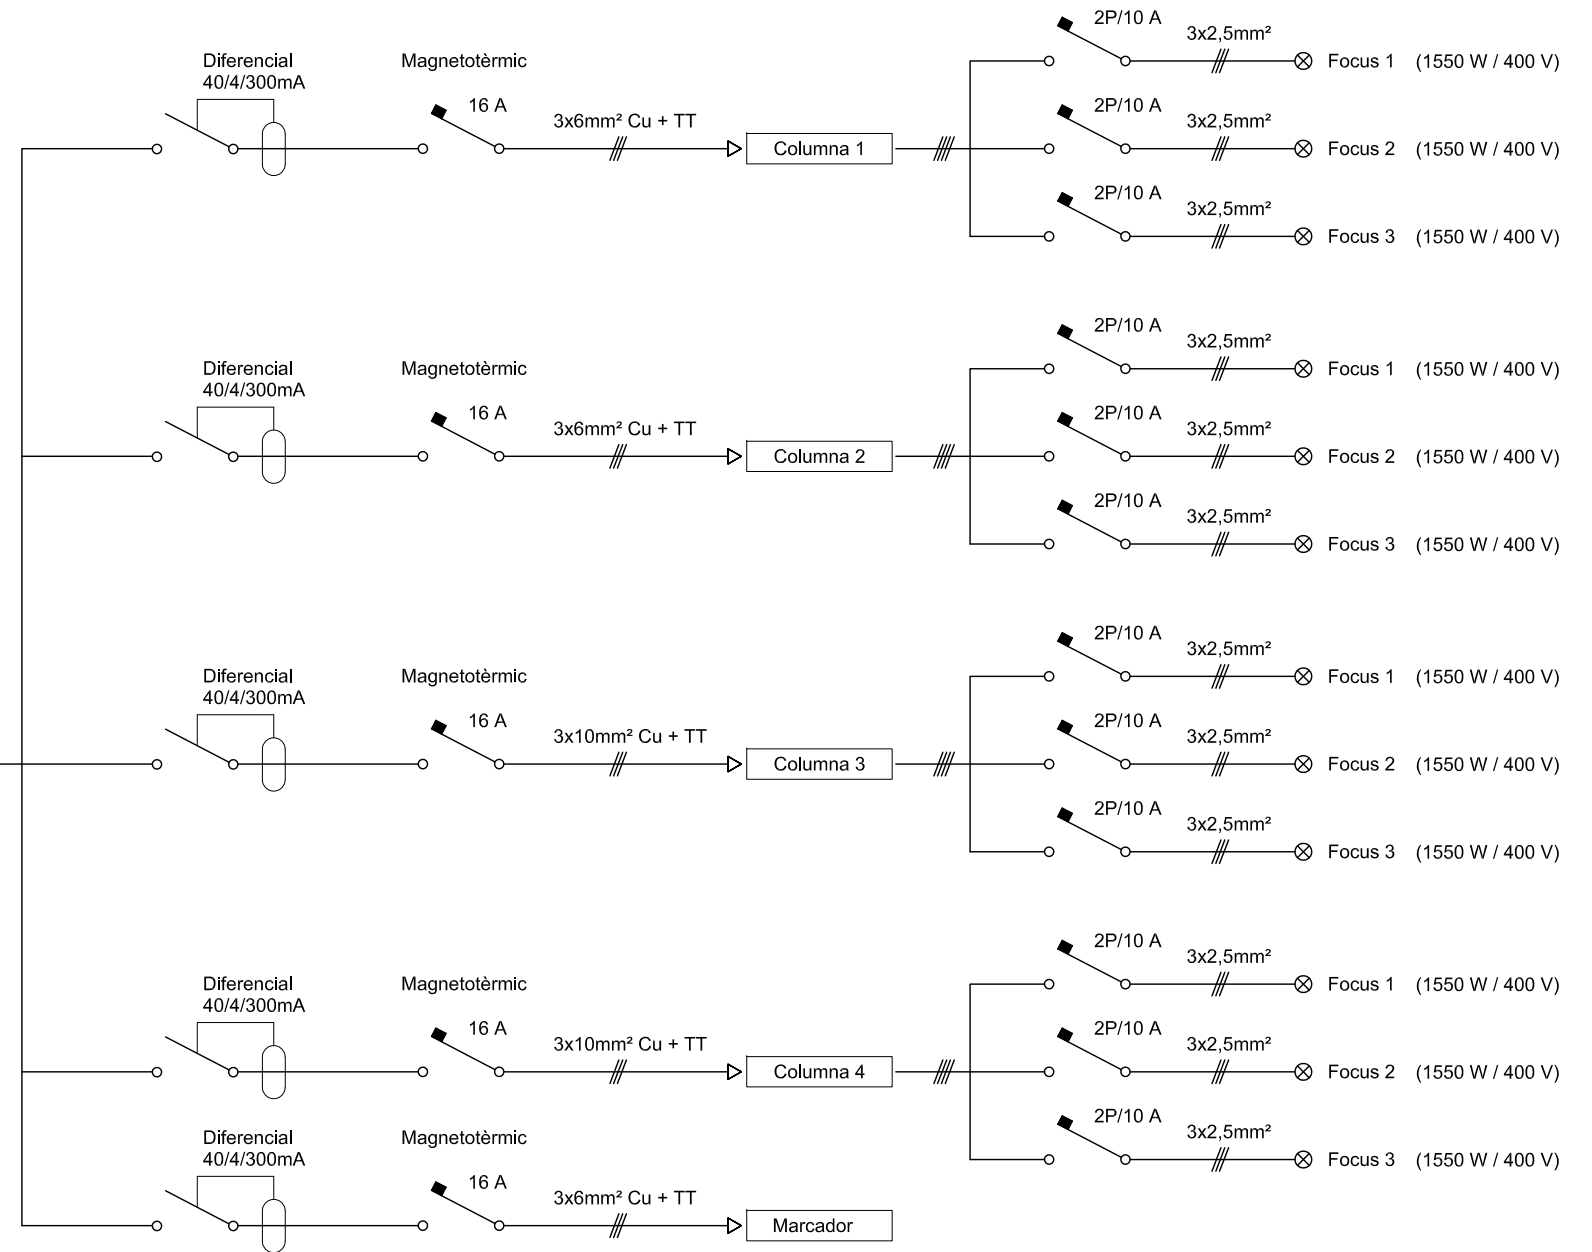 2P/10 A
3x2,5mm²
Diferencial
40/4/300mA
Magnetotèrmic
Focus 1 (1550 W / 400 V)
16 A
2P/10 A
3x6mm² Cu + TT
3x2,5mm²
Columna 1
Focus 2 (1550 W / 400 V)
2P/10 A
3x2,5mm²
Focus 3 (1550 W / 400 V)
2P/10 A
3x2,5mm²
Diferencial
40/4/300mA
Magnetotèrmic
Focus 1 (1550 W / 400 V)
16 A
2P/10 A
3x6mm² Cu + TT
3x2,5mm²
Columna 2
Focus 2 (1550 W / 400 V)
2P/10 A
3x2,5mm²
Focus 3 (1550 W / 400 V)
2P/10 A
3x2,5mm²
Diferencial
40/4/300mA
Magnetotèrmic
Focus 1 (1550 W / 400 V)
16 A
2P/10 A
3x10mm² Cu + TT
3x2,5mm²
Columna 3
Focus 2 (1550 W / 400 V)
2P/10 A
3x2,5mm²
Focus 3 (1550 W / 400 V)
2P/10 A
3x2,5mm²
Diferencial
40/4/300mA
Magnetotèrmic
Focus 1 (1550 W / 400 V)
16 A
2P/10 A
3x10mm² Cu + TT
3x2,5mm²
Columna 4
Focus 2 (1550 W / 400 V)
2P/10 A
3x2,5mm²
Focus 3 (1550 W / 400 V)
Diferencial
40/4/300mA
Magnetotèrmic
16 A
3x6mm² Cu + TT
Marcador